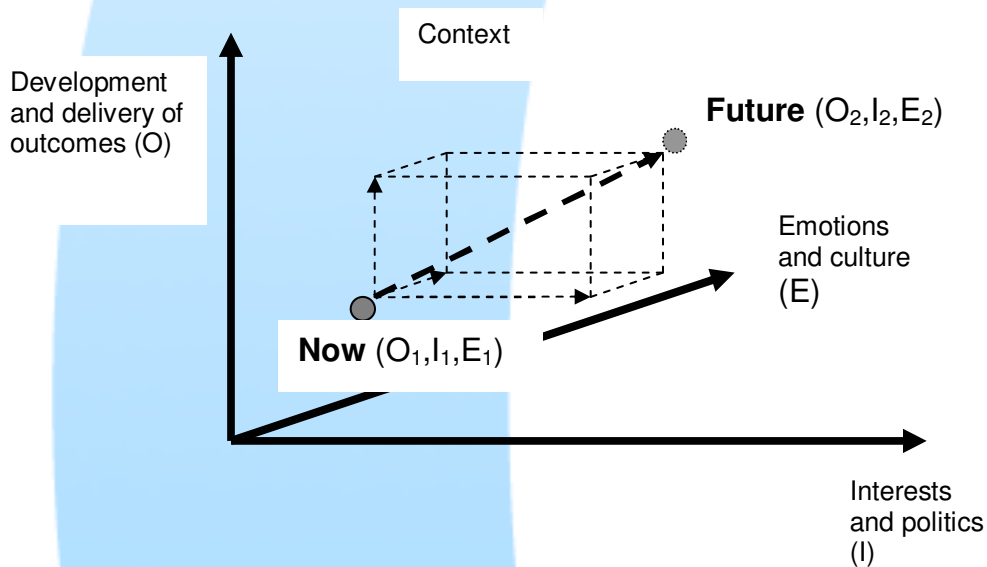 Context
Development
and delivery of
outcomes (O)
Future (O₂,I₂,E₂)
Emotions
and culture
(E)
Now (O₁,I₁,E₁)
Interests
and politics
(I)